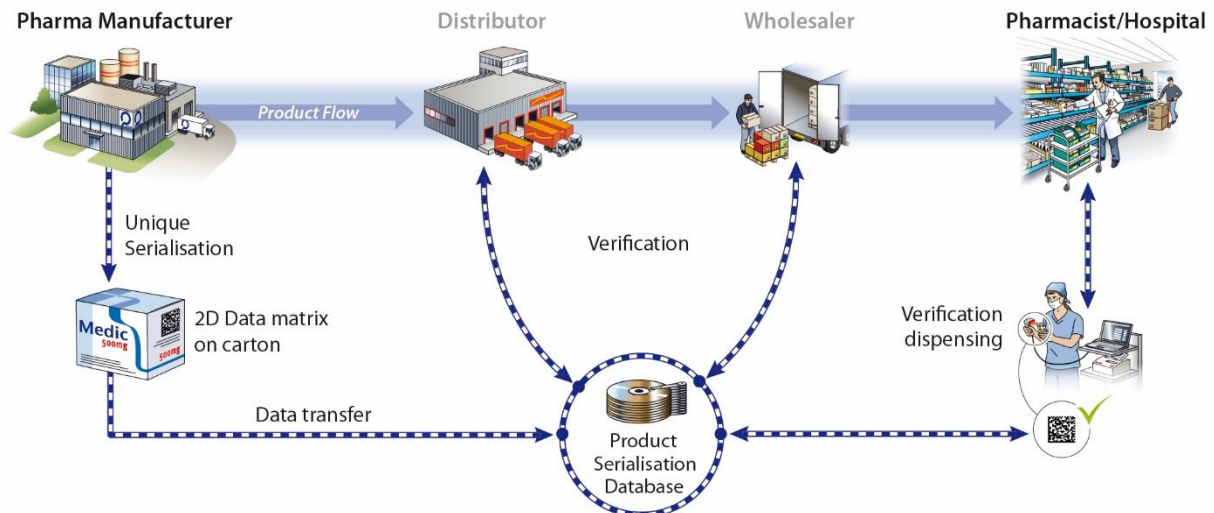 Pharma Manufacturer
Distributor
Wholesaler
Pharmacist/Hospital
Product Flow
Unique
Serialisation
Verification
Medic
500mg
500mg
2D Data matrix
on carton
Verification
dispensing
Data transfer
Product
Serialisation
Database